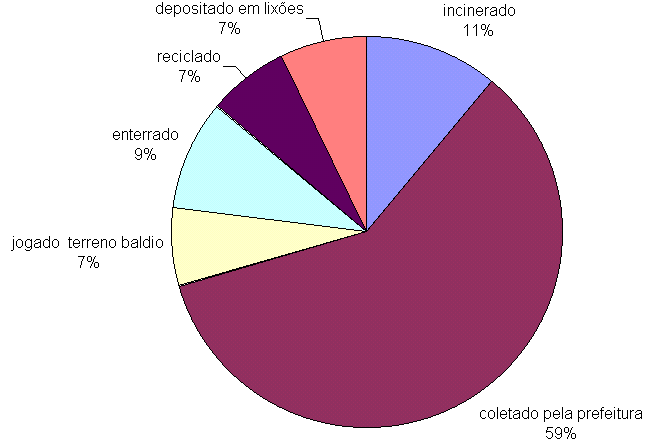 depositado em lixões
7%
incinerado
11%
reciclado
7%
enterrado
9%
jogado  terreno baldio
7%
coletado pela prefeitura
59%